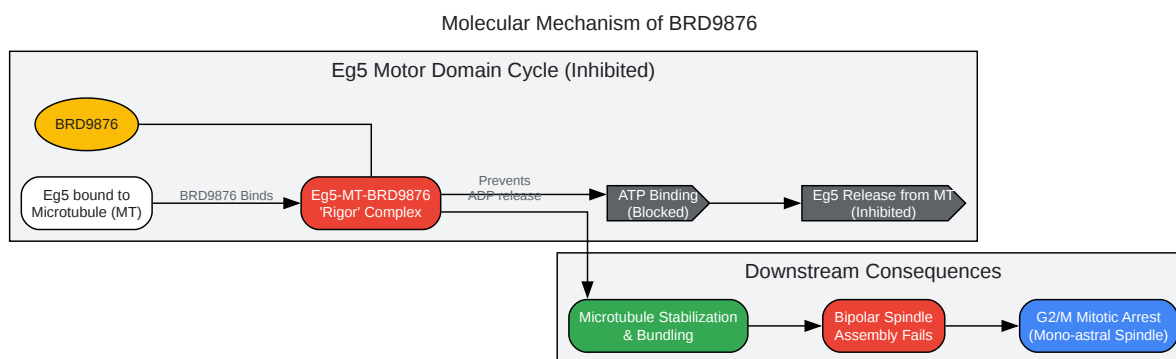 Molecular Mechanism of BRD9876
Eg5 Motor Domain Cycle (Inhibited)
BRD9876
Eg5 bound to
Microtubule (MT)
BRD9876 Binds
Eg5-MT-BRD9876
'Rigor' Complex
Prevents
ADP release
ATP Binding
(Blocked)
Eg5 Release from MT
(Inhibited)
Downstream Consequences
Microtubule Stabilization
& Bundling
Bipolar Spindle
Assembly Fails
G2/M Mitotic Arrest
(Mono-astral Spindle)